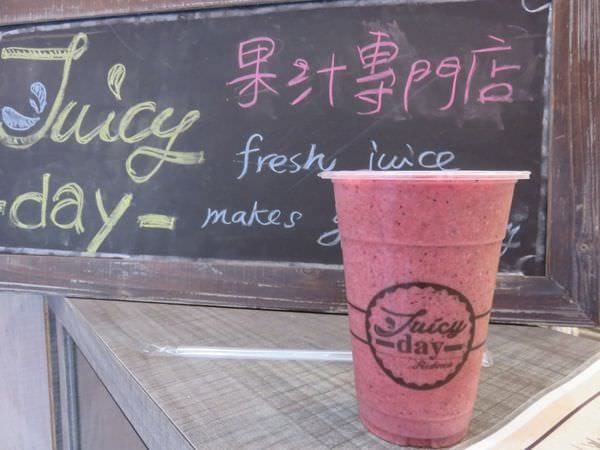 Juicy
-day-
果汁專門店
fresh juice
makes
Juicy
-day-